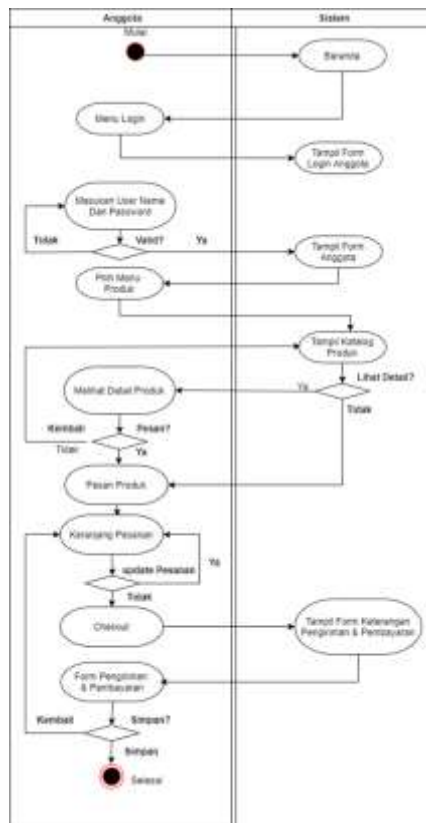 Anggota
Sistem
Mulai
Beranda
Menu Login
Tampil Form
Login Anggota
Masukan User Name
Dan Password
Tidak
Valid?
Ya
Tampil Form
Anggota
Pilih Menu
Produk
Tampil Katalog
Produk
Lihat Detail?
Ya
Melihat Detail Produk
Tidak
Kembali
Pesan?
Tidak
Ya
Pesan Produk
Keranjang Pesanan
Ya
update Pesanan
Tidak
Checkout
Tampil Form Keterangan
Pengiriman & Pembayaran
Form Pengiriman
& Pembayaran
Kembali
Simpan?
Simpan
Selesai